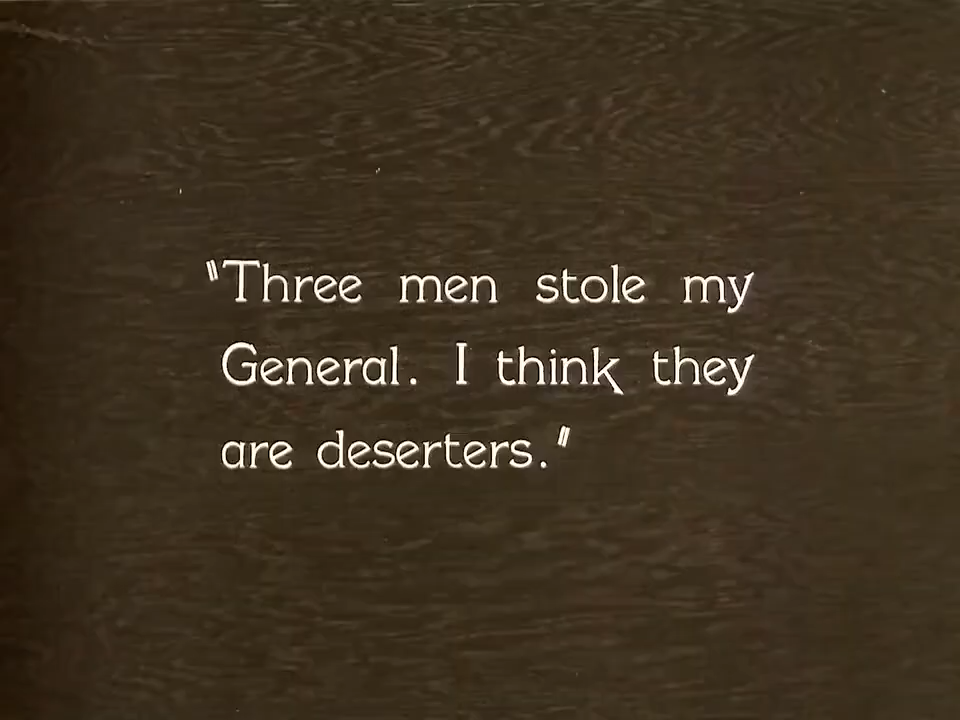 "Three men stole my
General. I think they
are deserters."